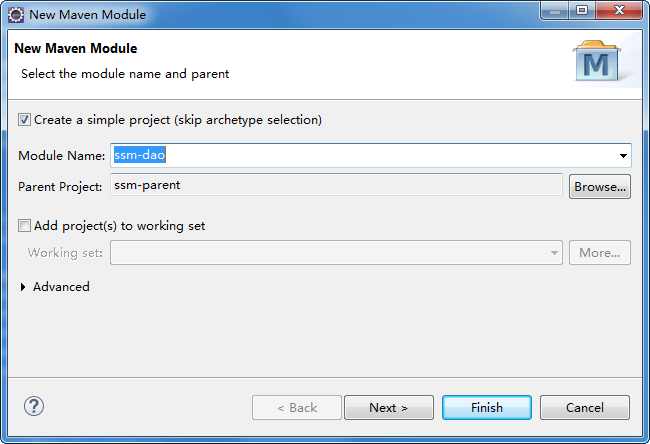 New Maven Module
New Maven Module
Select the module name and parent
M
Create a simple project (skip archetype selection)
Module Name: ssm-dao
Parent Project: ssm-parent Browse...
Add project(s) to working set
Working set: More...
Advanced
? < Back Next > Finish Cancel